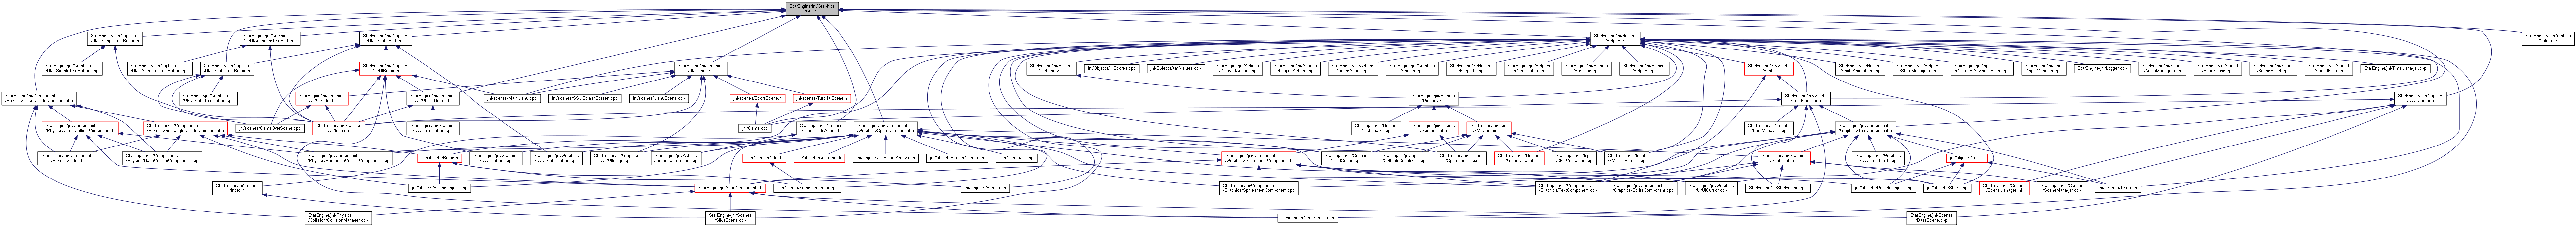 StarEngine/jni/Graphics
/Color.h
StarEngine/jni/Graphics
/UI/UISimpleTextButton.h
StarEngine/jni/Graphics
/UI/UIAnimatedTextButton.h
StarEngine/jni/Graphics
/UI/UIStaticButton.h
StarEngine/jni/Helpers
/Helpers.h
StarEngine/jni/Graphics
/Color.cpp
StarEngine/jni/Graphics
/UI/UISimpleTextButton.cpp
StarEngine/jni/Graphics
/UI/UIAnimatedTextButton.cpp
StarEngine/jni/Graphics
/UI/UIStaticTextButton.h
StarEngine/jni/Graphics
/UI/UIButton.h
StarEngine/jni/Graphics
/UI/UIImage.h
StarEngine/jni/Helpers
/Dictionary.inl
jni/Objects/HiScores.cpp
jni/Objects/XmlValues.cpp
StarEngine/jni/Actions
/DelayedAction.cpp
StarEngine/jni/Actions
/LoopedAction.cpp
StarEngine/jni/Actions
/TimedAction.cpp
StarEngine/jni/Graphics
/Shader.cpp
StarEngine/jni/Helpers
/Filepath.cpp
StarEngine/jni/Helpers
/GameData.cpp
StarEngine/jni/Helpers
/HashTag.cpp
StarEngine/jni/Helpers
/Helpers.cpp
StarEngine/jni/Assets
/Font.h
StarEngine/jni/Helpers
/SpriteAnimation.cpp
StarEngine/jni/Helpers
/StatsManager.cpp
StarEngine/jni/Input
/Gestures/SwipeGesture.cpp
StarEngine/jni/Input
/InputManager.cpp
StarEngine/jni/Logger.cpp
StarEngine/jni/Sound
/AudioManager.cpp
StarEngine/jni/Sound
/BaseSound.cpp
StarEngine/jni/Sound
/SoundEffect.cpp
StarEngine/jni/Sound
/SoundFile.cpp
StarEngine/jni/TimeManager.cpp
StarEngine/jni/Components
/Physics/BaseColliderComponent.h
StarEngine/jni/Graphics
/UI/UIStaticTextButton.cpp
StarEngine/jni/Graphics
/UI/UISlider.h
StarEngine/jni/Graphics
/UI/UITextButton.h
jni/scenes/MainMenu.cpp
jni/scenes/GSMSplashScreen.cpp
jni/scenes/MenuScene.cpp
jni/scenes/ScoreScene.h
jni/scenes/TutorialScene.h
StarEngine/jni/Helpers
/Dictionary.h
StarEngine/jni/Assets
/FontManager.h
StarEngine/jni/Graphics
/UI/UICursor.h
StarEngine/jni/Components
/Physics/CircleColliderComponent.h
StarEngine/jni/Components
/Physics/RectangleColliderComponent.h
jni/scenes/GameOverScene.cpp
StarEngine/jni/Graphics
/UI/Index.h
StarEngine/jni/Graphics
/UI/UITextButton.cpp
jni/Game.cpp
StarEngine/jni/Actions
/TimedFadeAction.h
StarEngine/jni/Components
/Graphics/SpriteComponent.h
StarEngine/jni/Helpers
/Dictionary.cpp
StarEngine/jni/Helpers
/Spritesheet.h
StarEngine/jni/Input
/XMLContainer.h
StarEngine/jni/Assets
/FontManager.cpp
StarEngine/jni/Components
/Graphics/TextComponent.h
StarEngine/jni/Components
/Physics/Index.h
StarEngine/jni/Components
/Physics/BaseColliderComponent.cpp
StarEngine/jni/Components
/Physics/RectangleColliderComponent.cpp
jni/Objects/Bread.h
StarEngine/jni/Graphics
/UI/UIButton.cpp
StarEngine/jni/Graphics
/UI/UIStaticButton.cpp
StarEngine/jni/Graphics
/UI/UIImage.cpp
StarEngine/jni/Actions
/TimedFadeAction.cpp
jni/Objects/Order.h
jni/Objects/Customer.h
jni/Objects/PressureArrow.cpp
jni/Objects/StaticObject.cpp
jni/Objects/UI.cpp
StarEngine/jni/Components
/Graphics/SpritesheetComponent.h
StarEngine/jni/Scenes
/TiledScene.cpp
StarEngine/jni/Input
/XMLFileSerializer.cpp
StarEngine/jni/Helpers
/Spritesheet.cpp
StarEngine/jni/Helpers
/GameData.inl
StarEngine/jni/Input
/XMLContainer.cpp
StarEngine/jni/Input
/XMLFileParser.cpp
StarEngine/jni/Graphics
/SpriteBatch.h
StarEngine/jni/Graphics
/UI/UITextField.cpp
jni/Objects/Text.h
StarEngine/jni/Actions
/Index.h
jni/Objects/FallingObject.cpp
StarEngine/jni/StarComponents.h
jni/Objects/FillingGenerator.cpp
jni/Objects/Bread.cpp
StarEngine/jni/Components
/Graphics/SpritesheetComponent.cpp
StarEngine/jni/Components
/Graphics/TextComponent.cpp
StarEngine/jni/Components
/Graphics/SpriteComponent.cpp
StarEngine/jni/Graphics
/UI/UICursor.cpp
StarEngine/jni/StarEngine.cpp
jni/Objects/ParticleObject.cpp
jni/Objects/Stats.cpp
StarEngine/jni/Scenes
/SceneManager.inl
StarEngine/jni/Scenes
/SceneManager.cpp
jni/Objects/Text.cpp
StarEngine/jni/Physics
/Collision/CollisionManager.cpp
StarEngine/jni/Scenes
/SlideScene.cpp
jni/scenes/GameScene.cpp
StarEngine/jni/Scenes
/BaseScene.cpp